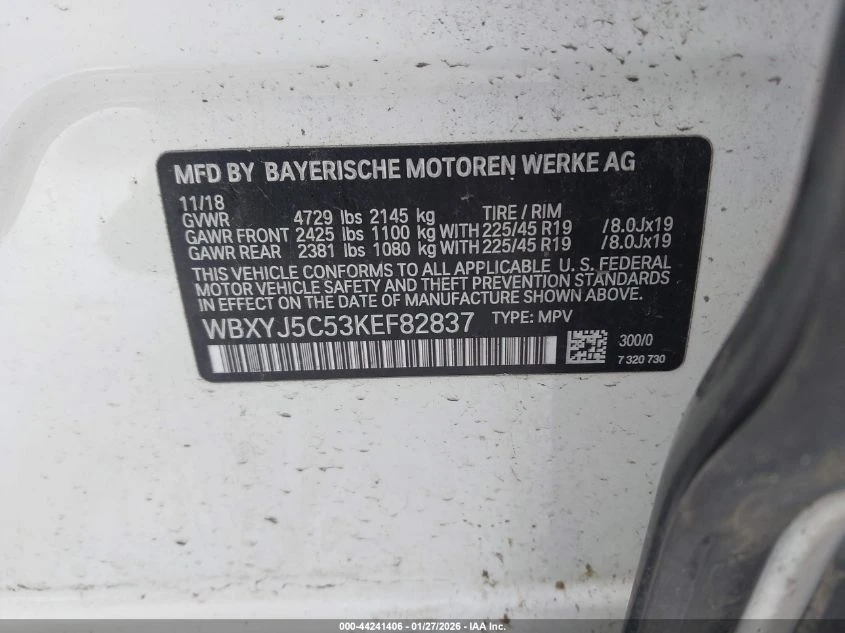 MFD BY BAYERISCHE MOTOREN WERKE AG
11/18
GVWR 4729 lbs 2145 kg TIRE / RIM
GAWR FRONT 2425 lbs 1100 kg WITH 225/45 R19 /8.0Jx19
GAWR REAR 2381 lbs 1080 kg WITH 225/45 R19 /8.0Jx19
THIS VEHICLE CONFORMS TO ALL APPLICABLE U. S. FEDERAL
MOTOR VEHICLE SAFETY AND THEFT PREVENTION STANDARDS
IN EFFECT ON THE DATE OF MANUFACTURE SHOWN ABOVE.
WBXYJ5C53KEF82837 TYPE: MPV
300/0
7 320 730
000-44241406 - 01/27/2026 - IAA Inc.